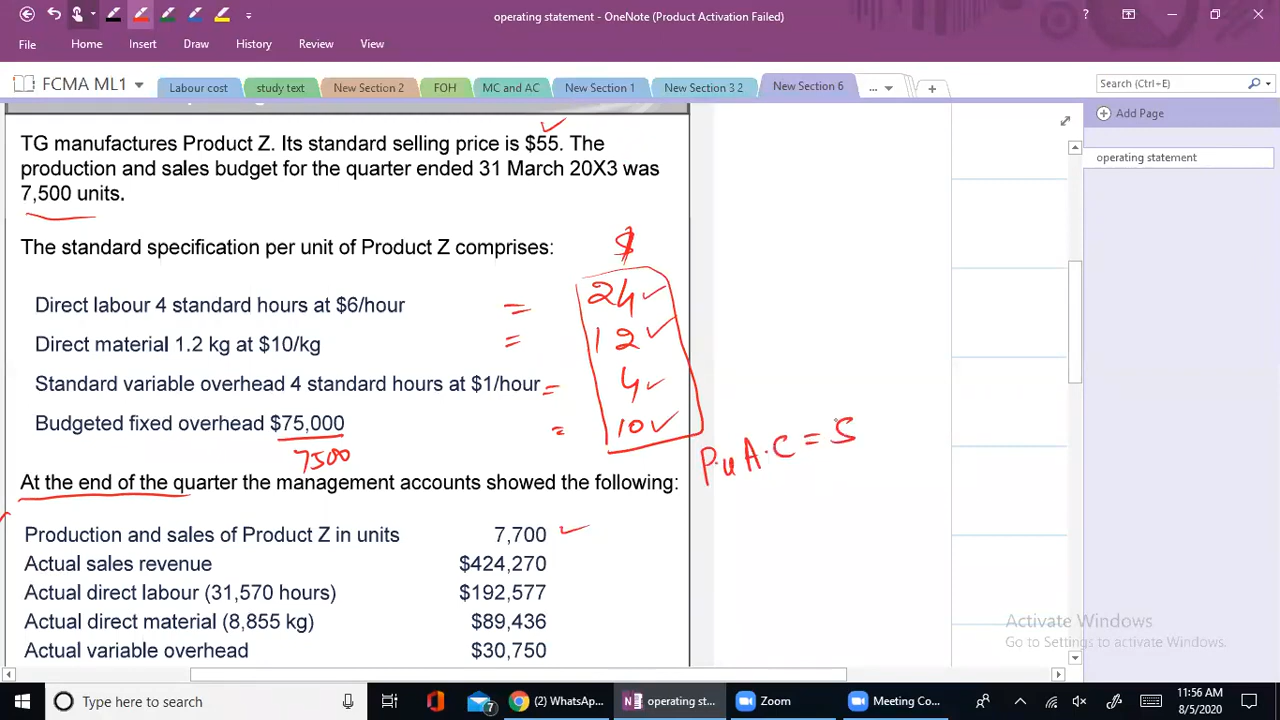 operating statement - OneNote (Product Activation Failed)
File Home Insert Draw History Review View
FCMA ML1 Labour cost study text New Section 2 FOH MC and AC New Section 1 New Section 3 2 New Section 6 ... Search (Ctrl+E)
Add Page
operating statement
TG manufactures Product Z. Its standard selling price is $55. The
production and sales budget for the quarter ended 31 March 20X3 was
7,500 units.
The standard specification per unit of Product Z comprises:
$
Direct labour 4 standard hours at $6/hour = 24
Direct material 1.2 kg at $10/kg = 12
Standard variable overhead 4 standard hours at $1/hour = 4
Budgeted fixed overhead $75,000 = 10
7500
P.u A.C = 5
At the end of the quarter the management accounts showed the following:
Production and sales of Product Z in units 7,700
Actual sales revenue $424,270
Actual direct labour (31,570 hours) $192,577
Actual direct material (8,855 kg) $89,436
Actual variable overhead $30,750
Activate Windows
Go to Settings to activate Windows.
Type here to search
7
(2) WhatsApp...
operating sta...
Zoom
Meeting Co...
11:56 AM
8/5/2020